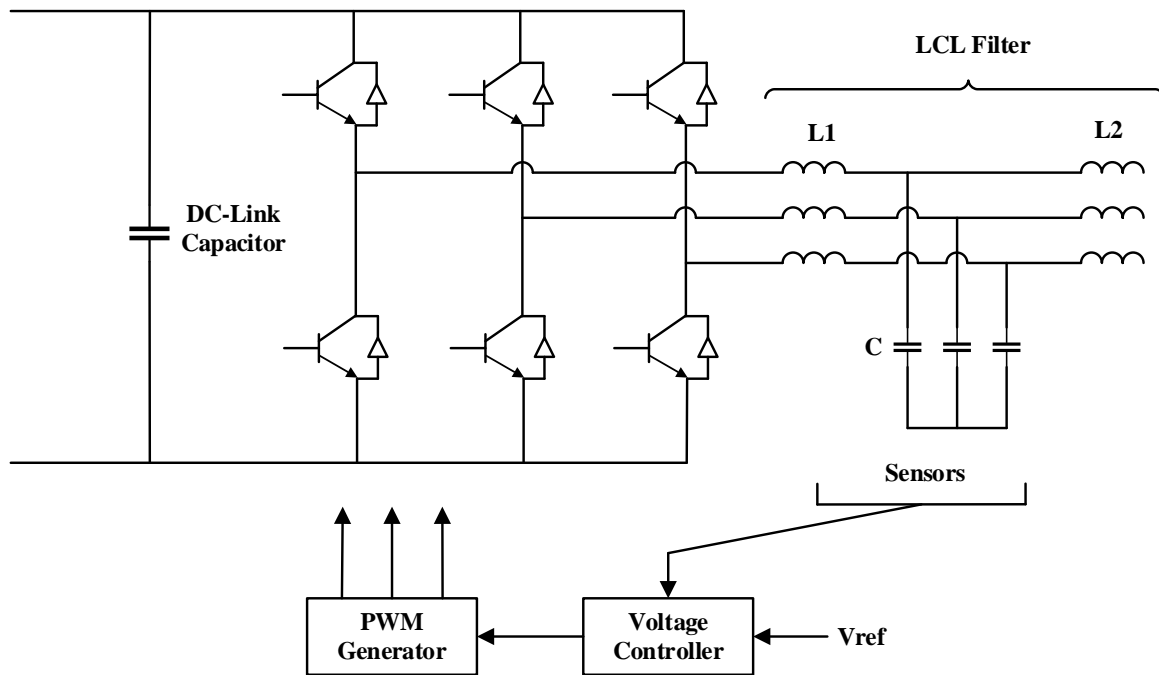 LCL Filter
L1
L2
DC-Link
Capacitor
C
Sensors
PWM
Generator
Voltage
Controller
Vref